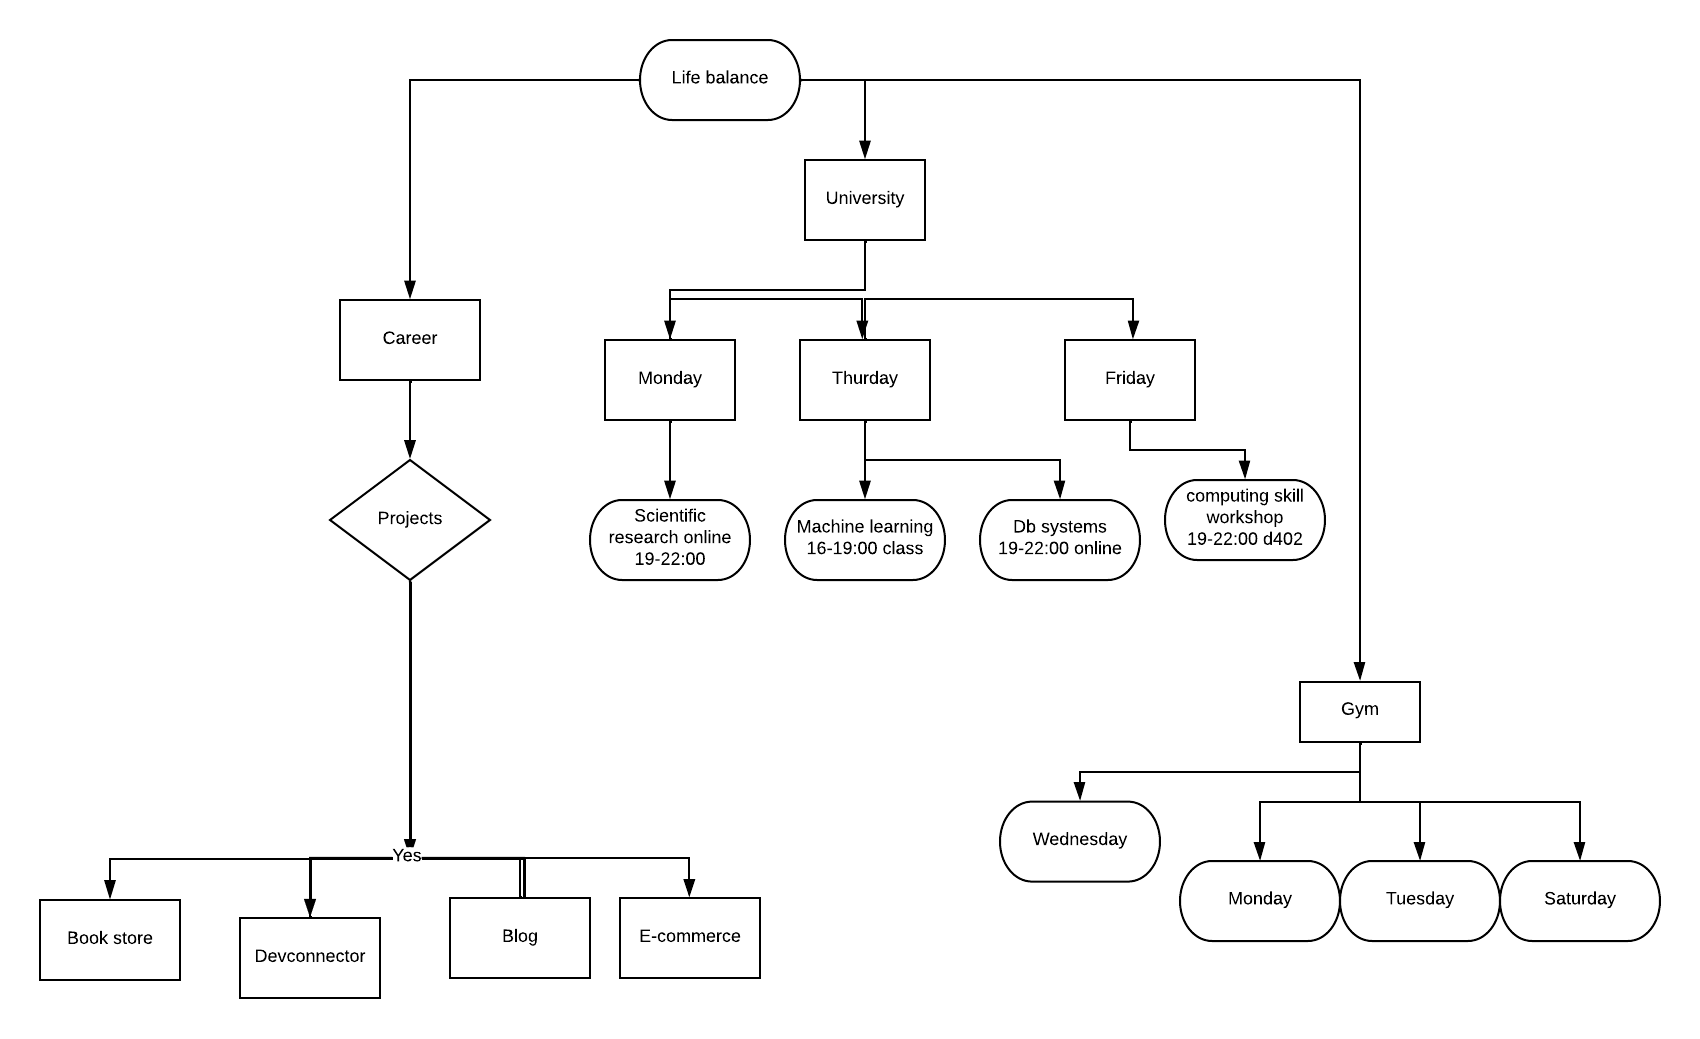 Life balance
University
Career
Monday
Thurday
Friday
Projects
Scientific
research online
19-22:00
Machine learning
16-19:00 class
Db systems
19-22:00 online
computing skill
workshop
19-22:00 d402
Gym
Wednesday
Monday
Tuesday
Saturday
Yes
Book store
Devconnector
Blog
E-commerce